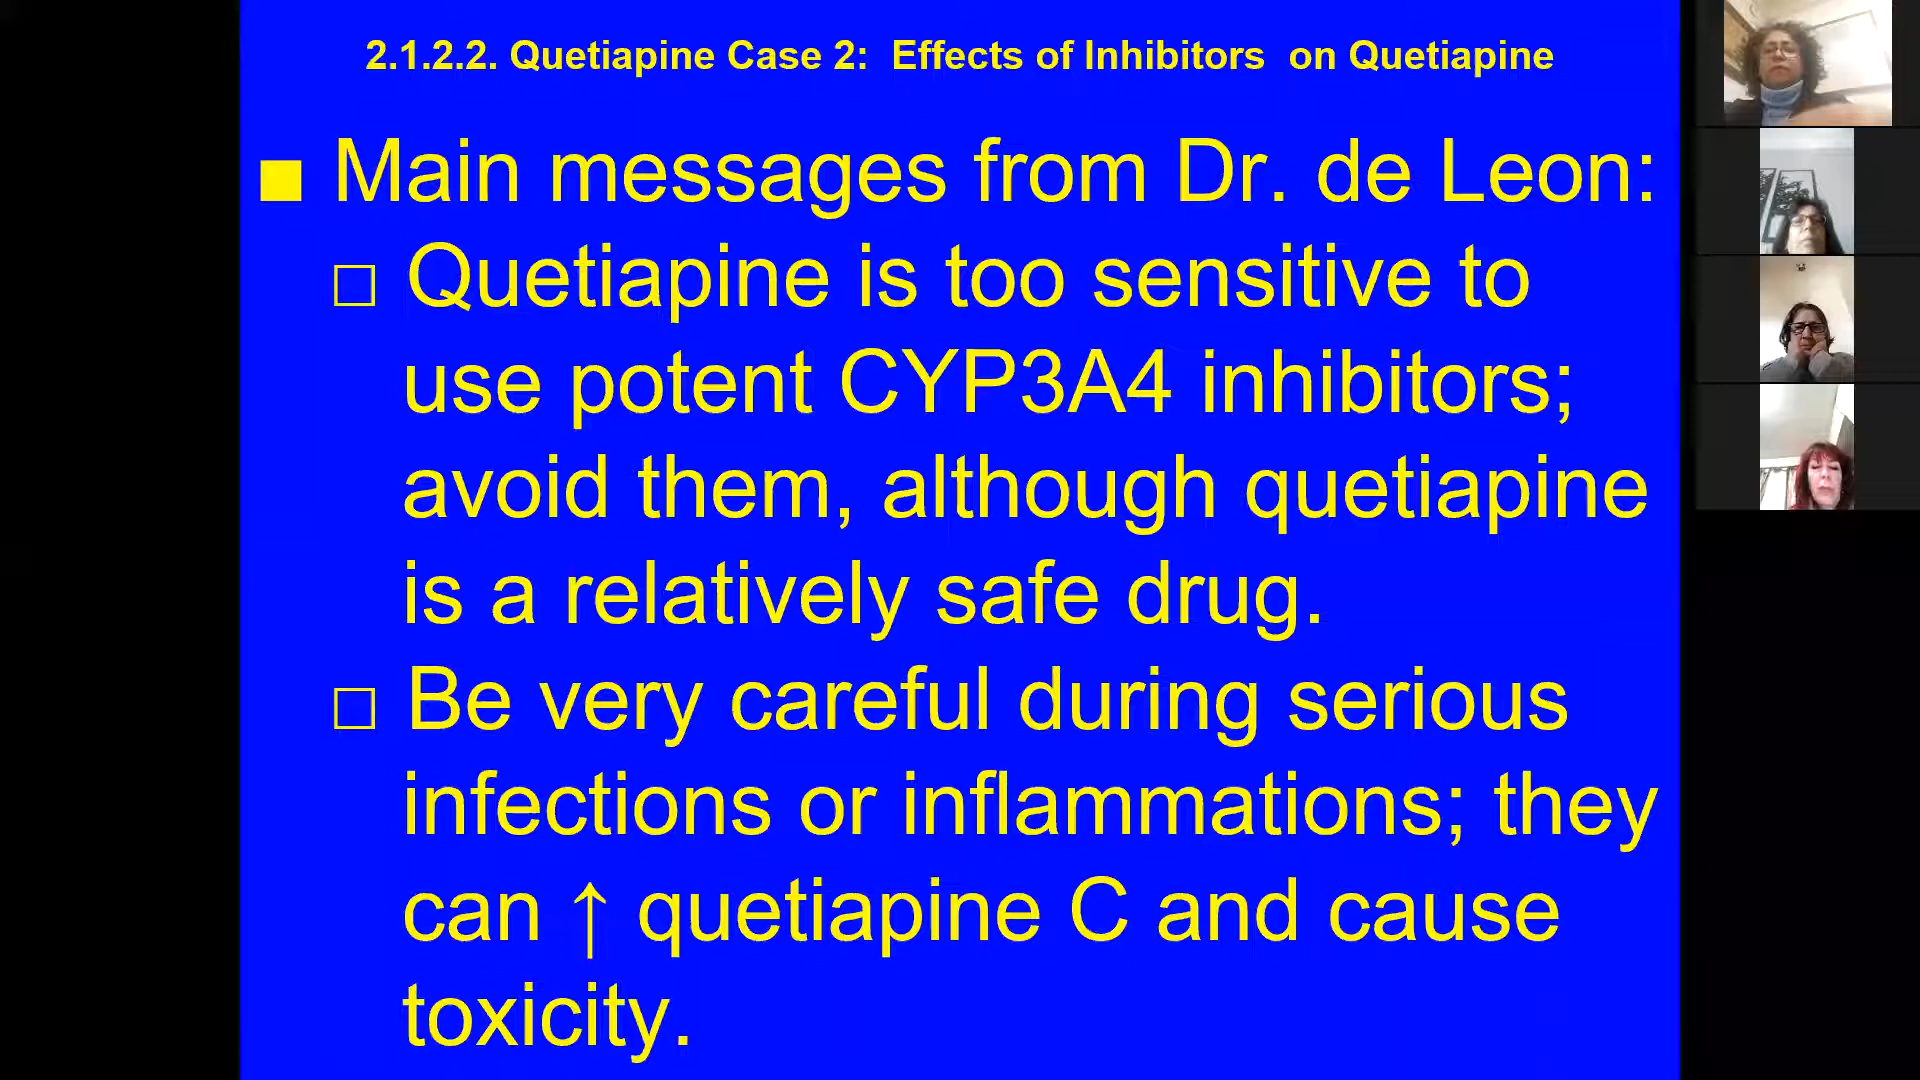 2.1.2.2. Quetiapine Case 2: Effects of Inhibitors on Quetiapine
■ Main messages from Dr. de Leon:
□ Quetiapine is too sensitive to
use potent CYP3A4 inhibitors;
avoid them, although quetiapine
is a relatively safe drug.
□ Be very careful during serious
infections or inflammations; they
can ↑ quetiapine C and cause
toxicity.